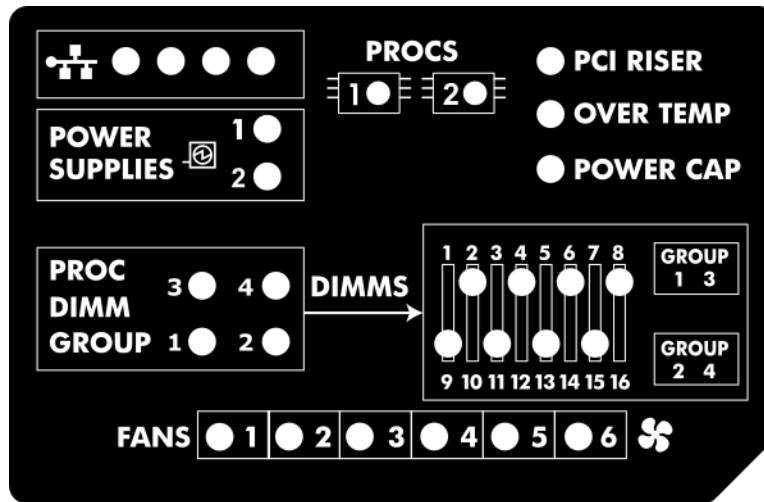 PROCS
1 2
PCI RISER
OVER TEMP
POWER CAP
POWER
SUPPLIES
1
2
PROC
DIMM
GROUP
3 4
1 2
DIMMS
1 2 3 4 5 6 7 8
9 10 11 12 13 14 15 16
GROUP
1 3
GROUP
2 4
FANS 1 2 3 4 5 6